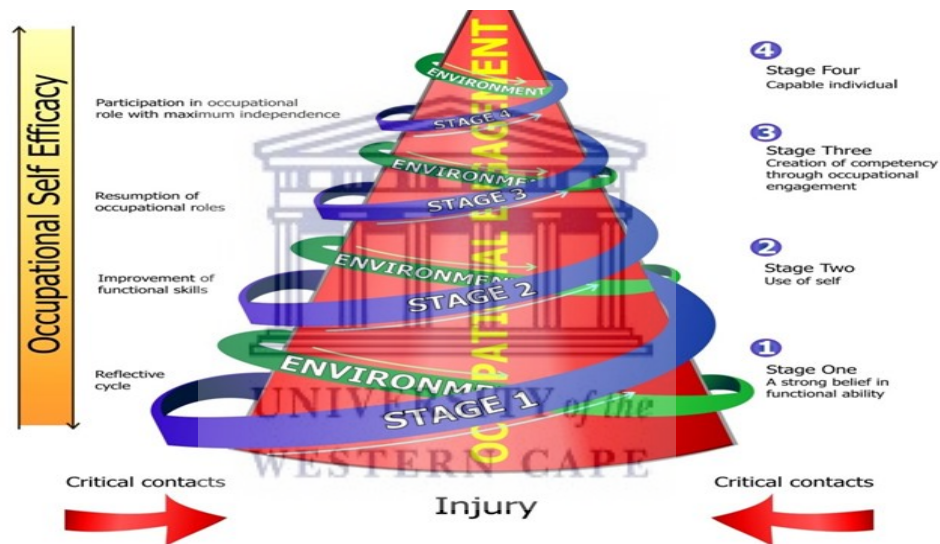 Occupational Self Efficacy
Participation in occupational
role with maximum independence
Resumption of
occupational roles
Improvement of
functional skills
Reflective
cycle
OCCUPATIONAL ENGAGEMENT
ENVIRONMENT
STAGE 4
ENVIRONME
STAGE 3
ENVIRONMEN
STAGE 2
ENVIRONME
STAGE 1
4
Stage Four
Capable individual
3
Stage Three
Creation of competency
through occupational
engagement
2
Stage Two
Use of self
1
Stage One
A strong belief in
functional ability
UNIVERSITY of the
WESTERN CAPE
Critical contacts
Injury
Critical contacts